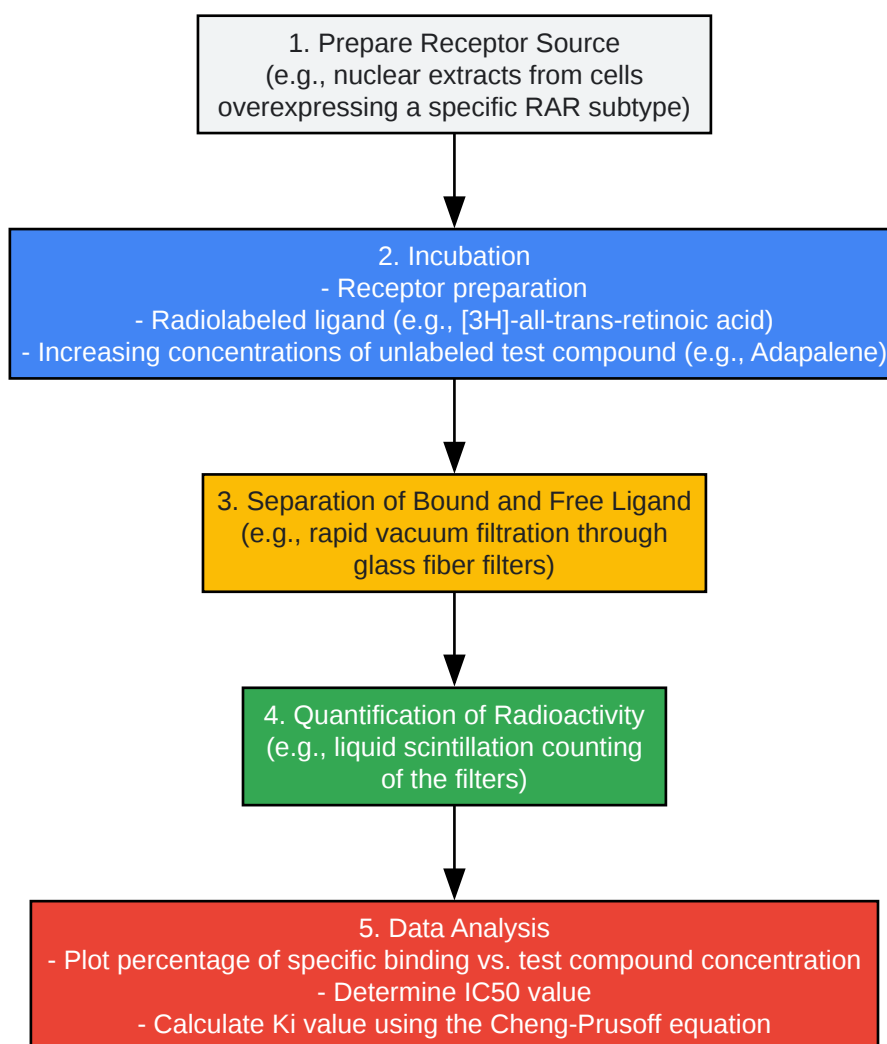 1. Prepare Receptor Source
(e.g., nuclear extracts from cells
overexpressing a specific RAR subtype)
2. Incubation
- Receptor preparation
- Radiolabeled ligand (e.g., [3H]-all-trans-retinoic acid)
- Increasing concentrations of unlabeled test compound (e.g., Adapalene)
3. Separation of Bound and Free Ligand
(e.g., rapid vacuum filtration through
glass fiber filters)
4. Quantification of Radioactivity
(e.g., liquid scintillation counting
of the filters)
5. Data Analysis
- Plot percentage of specific binding vs. test compound concentration
- Determine IC50 value
- Calculate Ki value using the Cheng-Prusoff equation